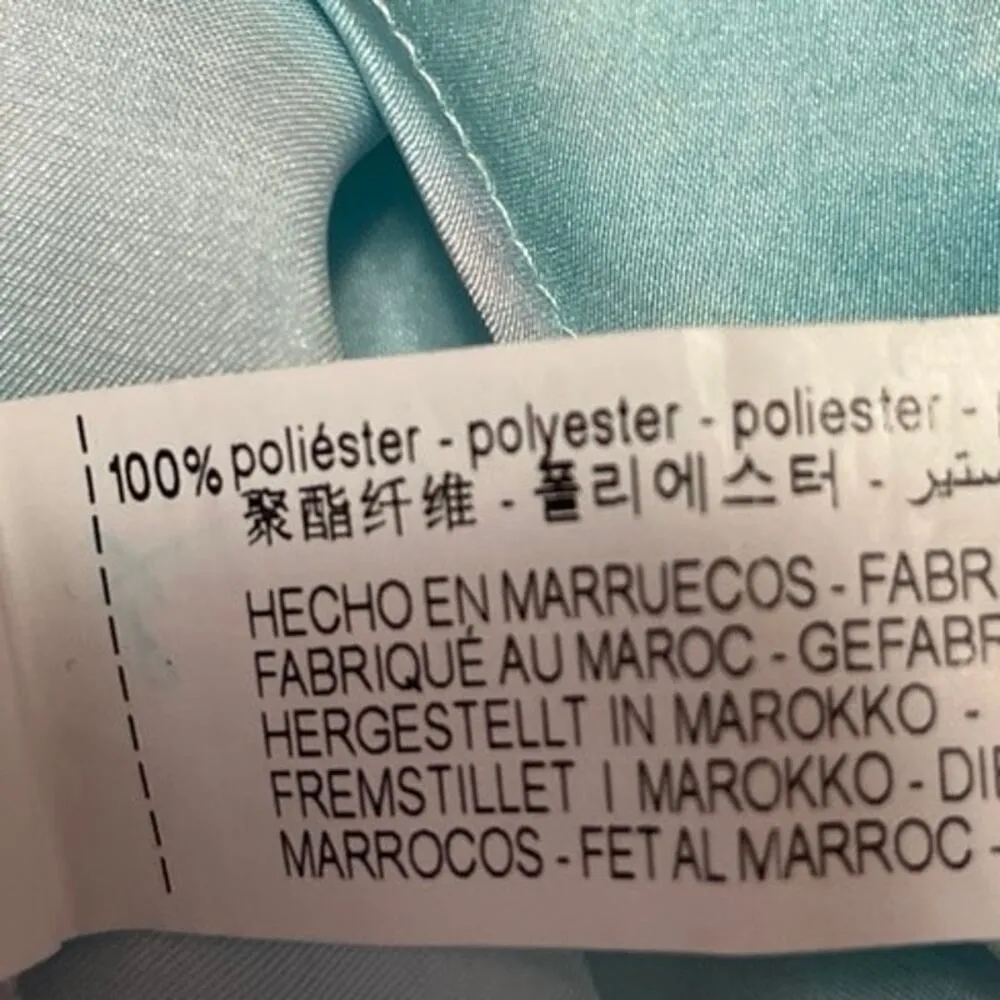 100% poliéster - polyester - poliester -
聚酯纤维 - 폴리에스터 -
HECHO EN MARRUECOS - FABR
FABRIQUÉ AU MAROC - GEFABR
HERGESTELLT IN MAROKKO -
FREMSTILLET I MAROKKO -
MARROCOS - FET AL MARROC -